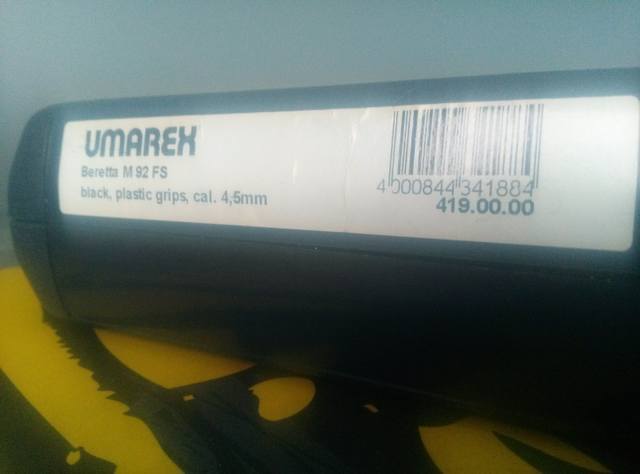 UMAREX
Beretta M 92 FS
black, plastic grips, cal. 4,5mm
4 000844 341884
419.00.00